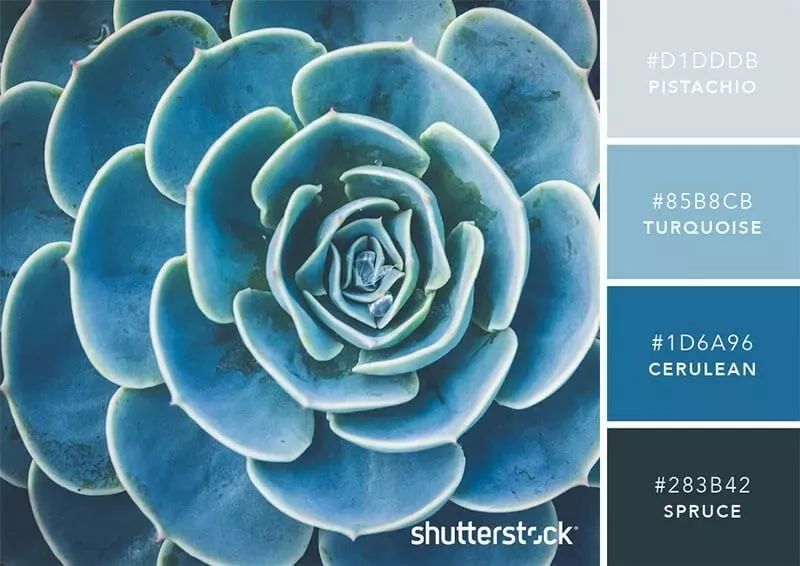 #D1DDDB
PISTACHIO
#85B8CB
TURQUOISE
#1D6A96
CERULEAN
#283B42
SPRUCE
shutterstock